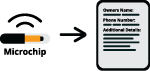 Microchip
Owners Name:
Phone Number:
Additional Details: